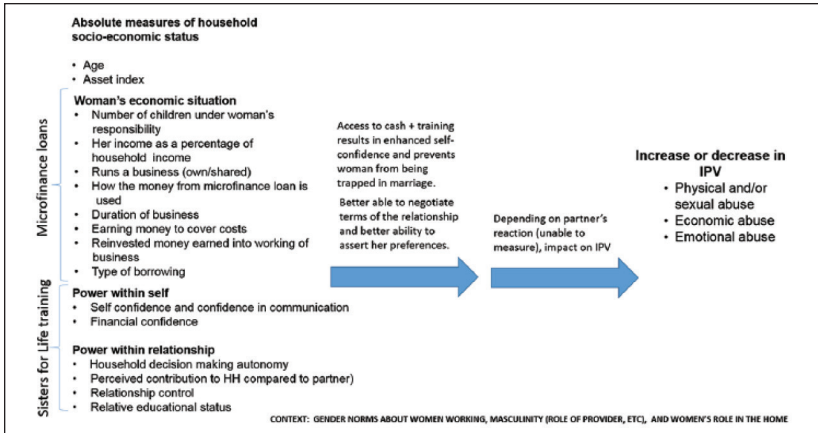 Absolute measures of household
socio-economic status
• Age
• Asset index
Microfinance loans
Woman's economic situation
• Number of children under woman's
responsibility
• Her income as a percentage of
household income
• Runs a business (own/shared)
• How the money from microfinance loan is
used
• Duration of business
• Earning money to cover costs
• Reinvested money earned into working of
business
• Type of borrowing
Sisters for Life training
Power within self
• Self confidence and confidence in communication
• Financial confidence
Power within relationship
• Household decision making autonomy
• Perceived contribution to HH compared to partner)
• Relationship control
• Relative educational status
Access to cash + training
results in enhanced self-
confidence and prevents
woman from being
trapped in marriage.
Better able to negotiate
terms of the relationship
and better ability to
assert her preferences.
Depending on partner's
reaction (unable to
measure), impact on IPV
Increase or decrease in
IPV
• Physical and/or
sexual abuse
• Economic abuse
• Emotional abuse
CONTEXT: GENDER NORMS ABOUT WOMEN WORKING, MASCULINITY (ROLE OF PROVIDER, ETC), AND WOMEN'S ROLE IN THE HOME